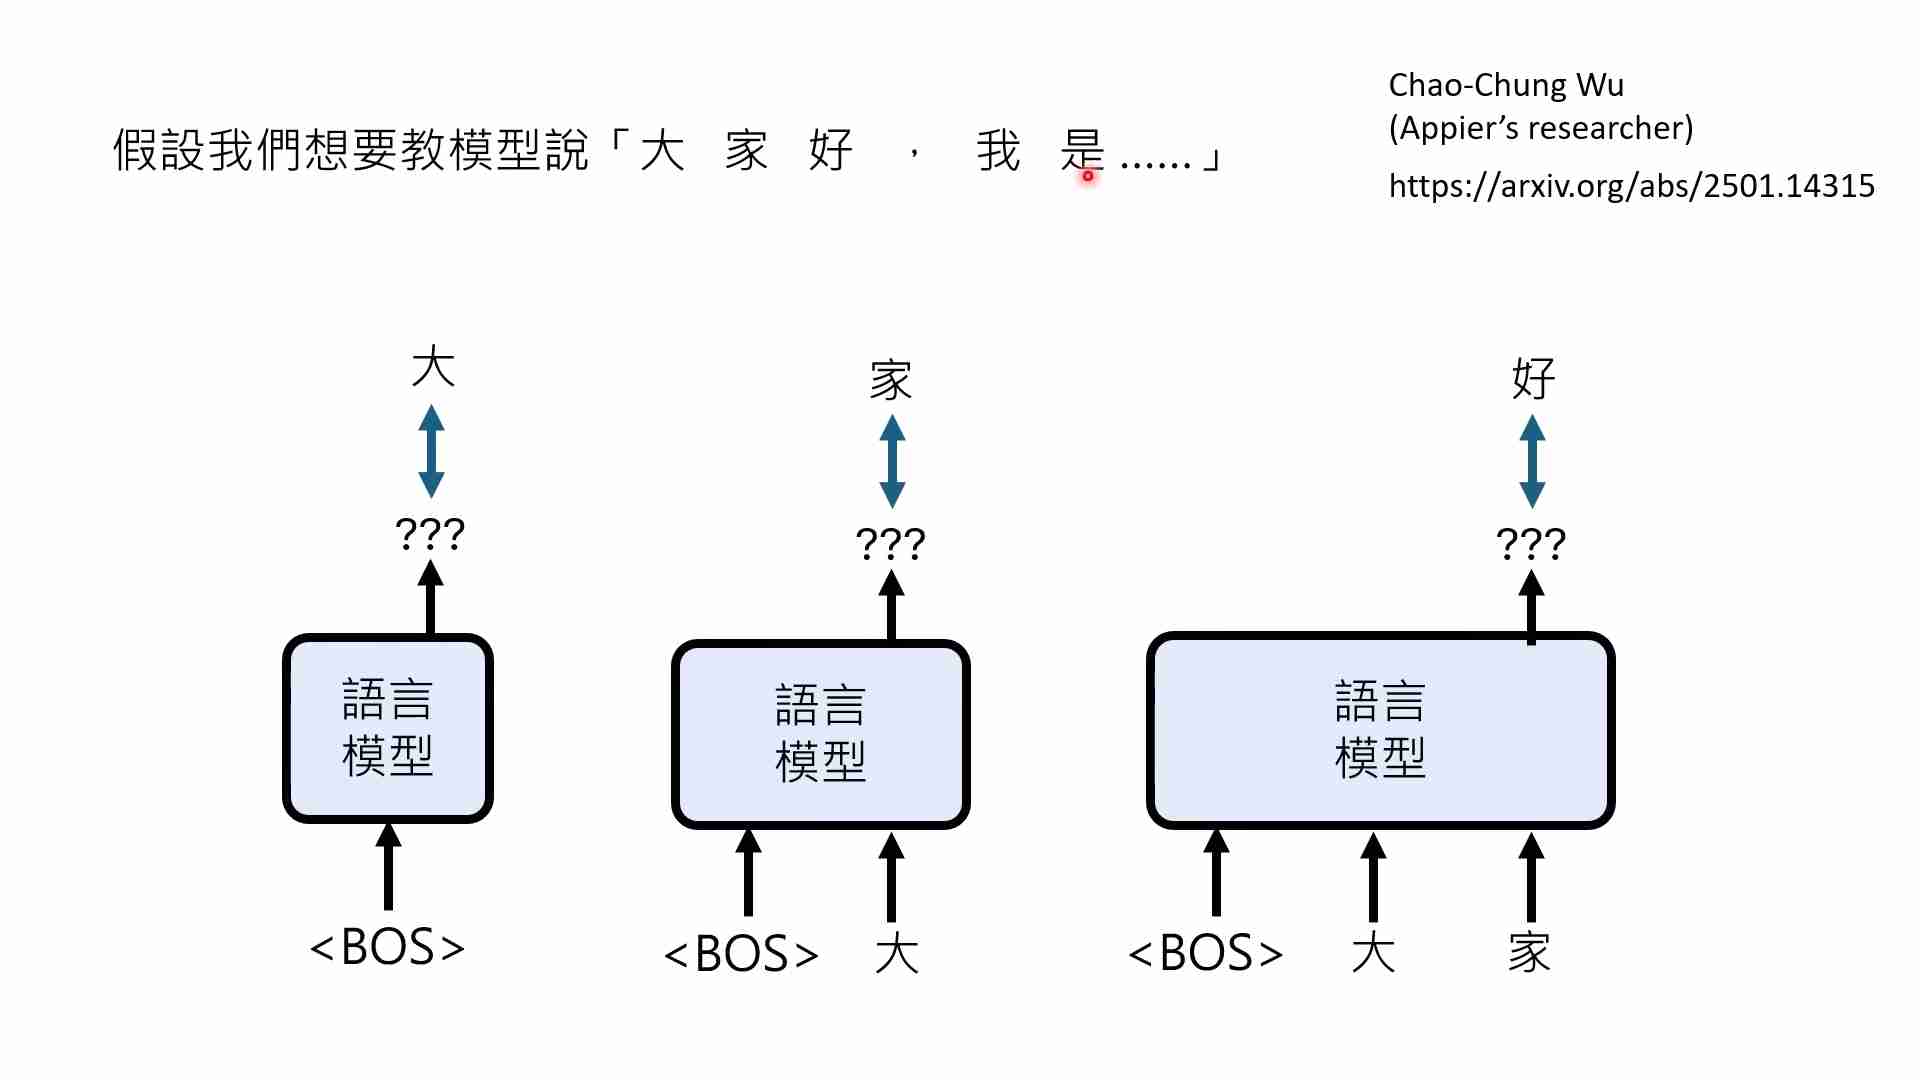 假設我們想要教模型說「大 家 好 , 我 是......」
Chao-Chung Wu
(Appier’s researcher)
https://arxiv.org/abs/2501.14315
大
家
好
???
???
???
語言
模型
語言
模型
語言
模型
<BOS>
<BOS> 大
<BOS> 大 家